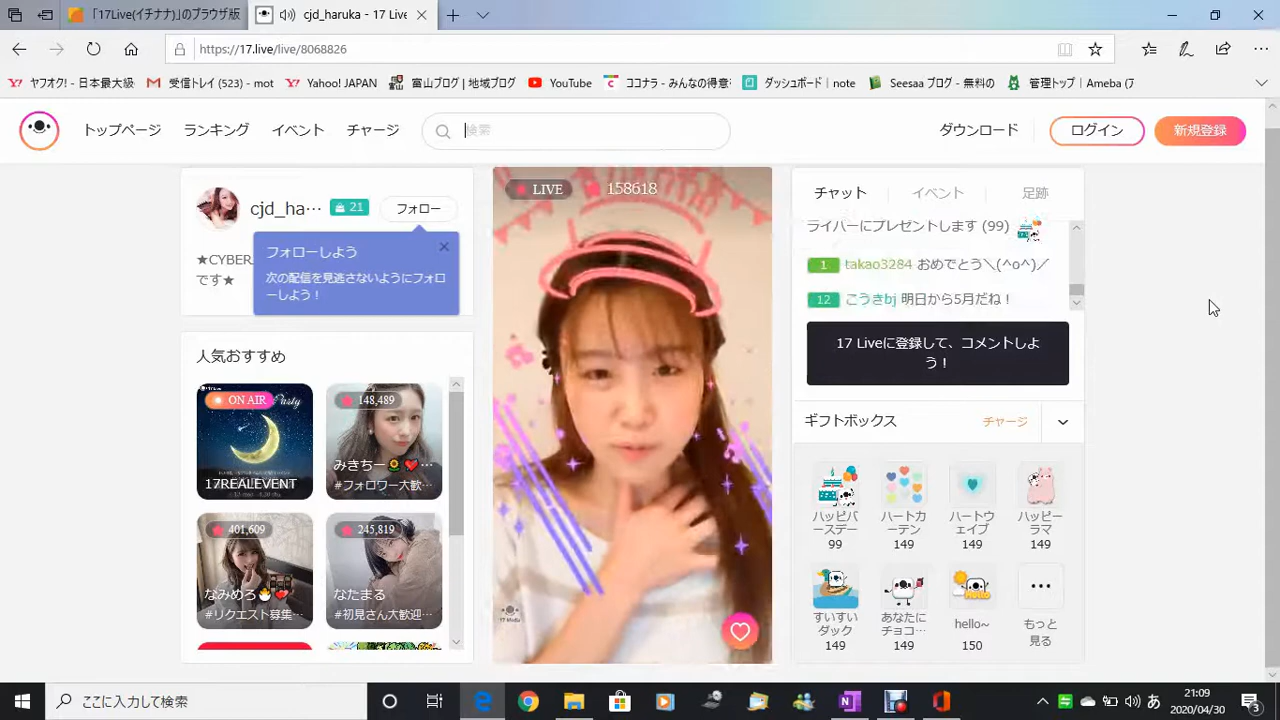 「17Live(イチナナ)」のブラウザ版
cjd_haruka - 17 Live
https://17.live/live/8068826
ヤフオク! - 日本最大級
受信トレイ (523) - mot
Yahoo! JAPAN
富山ブログ | 地域ブログ
YouTube
ココナラ - みんなの得意
ダッシュボード | note
Seesaa ブログ - 無料の
管理トップ | Ameba (ア
トップページ
ランキング
イベント
チャージ
検索
ダウンロード
ログイン
新規登録
cjd_ha…
21
フォロー
★CYBER
です★
フォローしよう
次の配信を見逃さないようにフォロ
ーしよう！
人気おすすめ
ON AIR
17REALEVENT
148,489
みきちー🌻❤️…
#フォロワー大歓…
401,609
なみめろ
#リクエスト募集…
245,819
なたまる
#初見さん大歓迎…
LIVE
158618
17 Media
チャット
イベント
足跡
ライバーにプレゼントします (99)
1 takao3284 おめでとう＼(^o^)／
12 こうきbj 明日から5月だね！
17 Liveに登録して、コメントしよ
う！
ギフトボックス
チャージ
ハッピバ
ースデー
99
ハートカ
ーテン
149
ハートウ
ェイブ
149
ハッピー
ラマ
149
すいすい
ダック
149
あなたに
チョコ…
149
Hello
hello~
150
もっと
見る
ここに入力して検索
あ
21:09
2020/04/30
3